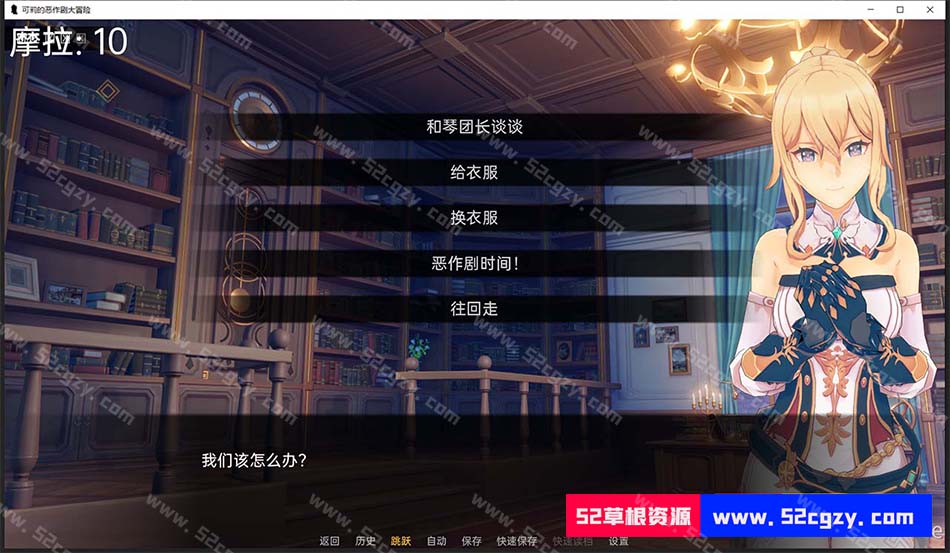 可莉的恶作剧大冒险
摩拉: 10
和琴团长谈谈
给衣服
换衣服
恶作剧时间!
往回走
我们该怎么办?
返回 历史 跳跃 自动 保存 快速保存 快速读档 设置
52草根资源 www.52cgzy.com
www.52cgzy.com